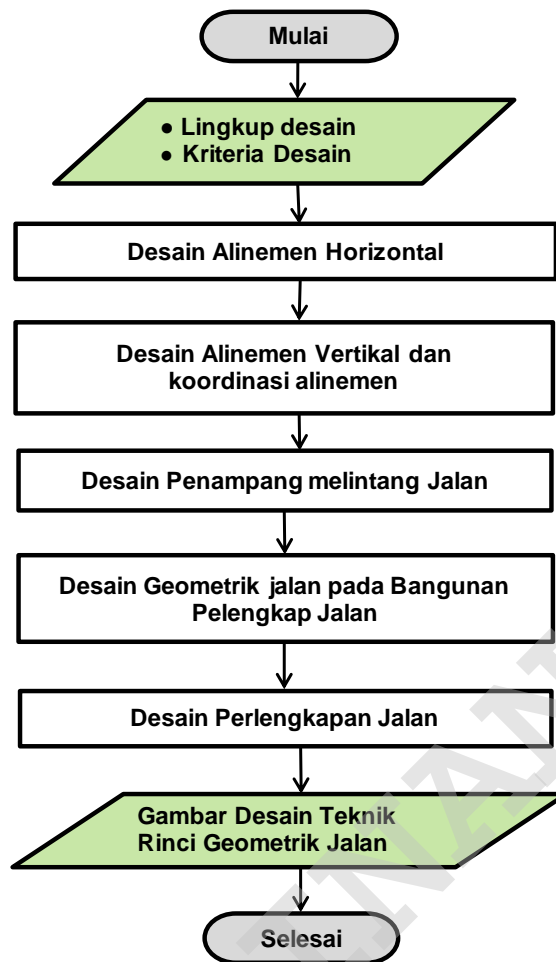 Mulai
● Lingkup desain
● Kriteria Desain
Desain Alinemen Horizontal
Desain Alinemen Vertikal dan
koordinasi alinemen
Desain Penampang melintang Jalan
Desain Geometrik jalan pada Bangunan
Pelengkap Jalan
Desain Perlengkapan Jalan
Gambar Desain Teknik
Rinci Geometrik Jalan
Selesai